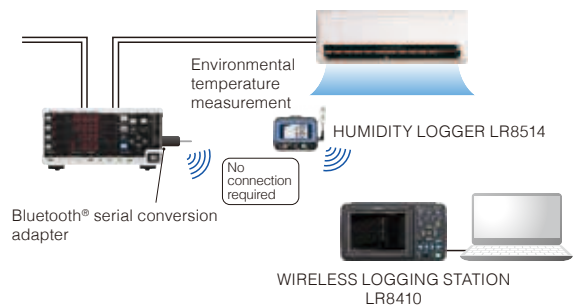 Environmental
temperature
measurement
HUMIDITY LOGGER LR8514
No
connection
required
Bluetooth® serial conversion
adapter
WIRELESS LOGGING STATION
LR8410